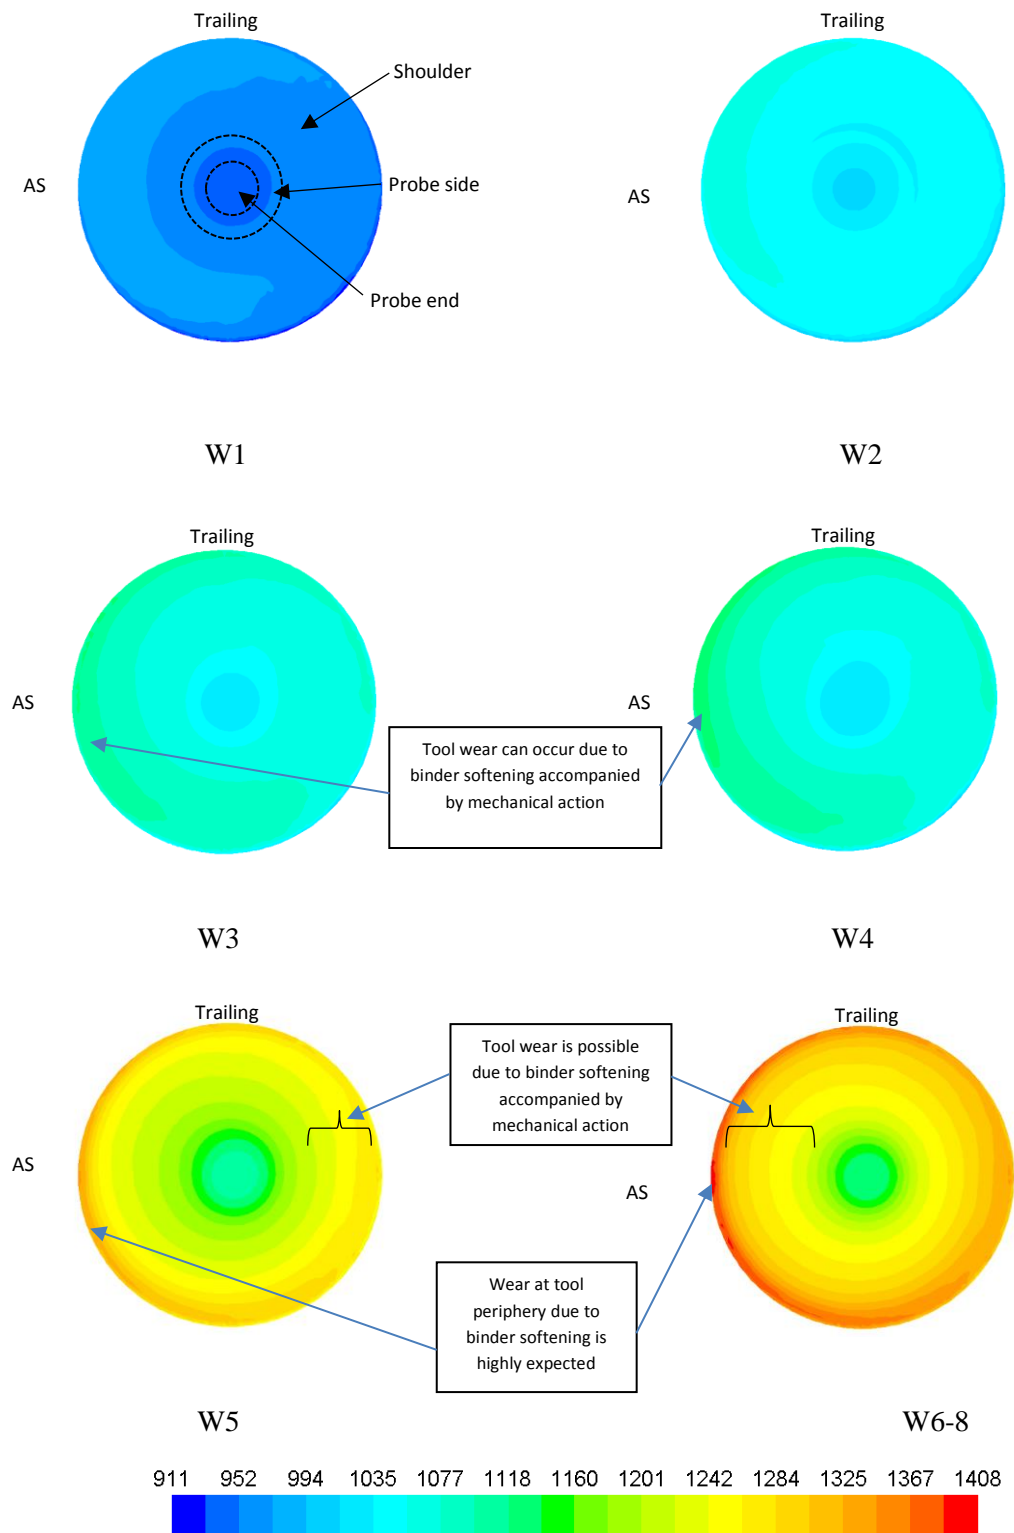 Trailing
Trailing
Shoulder
AS
Probe side
AS
Probe end
W1
W2
Trailing
Trailing
AS
AS
Tool wear can occur due to
binder softening accompanied
by mechanical action
W3
W4
Trailing
Trailing
Tool wear is possible
due to binder softening
accompanied by
mechanical action
AS
AS
Wear at tool
periphery due to
binder softening is
highly expected
W5
W6-8
911 952 994 1035 1077 1118 1160 1201 1242 1284 1325 1367 1408